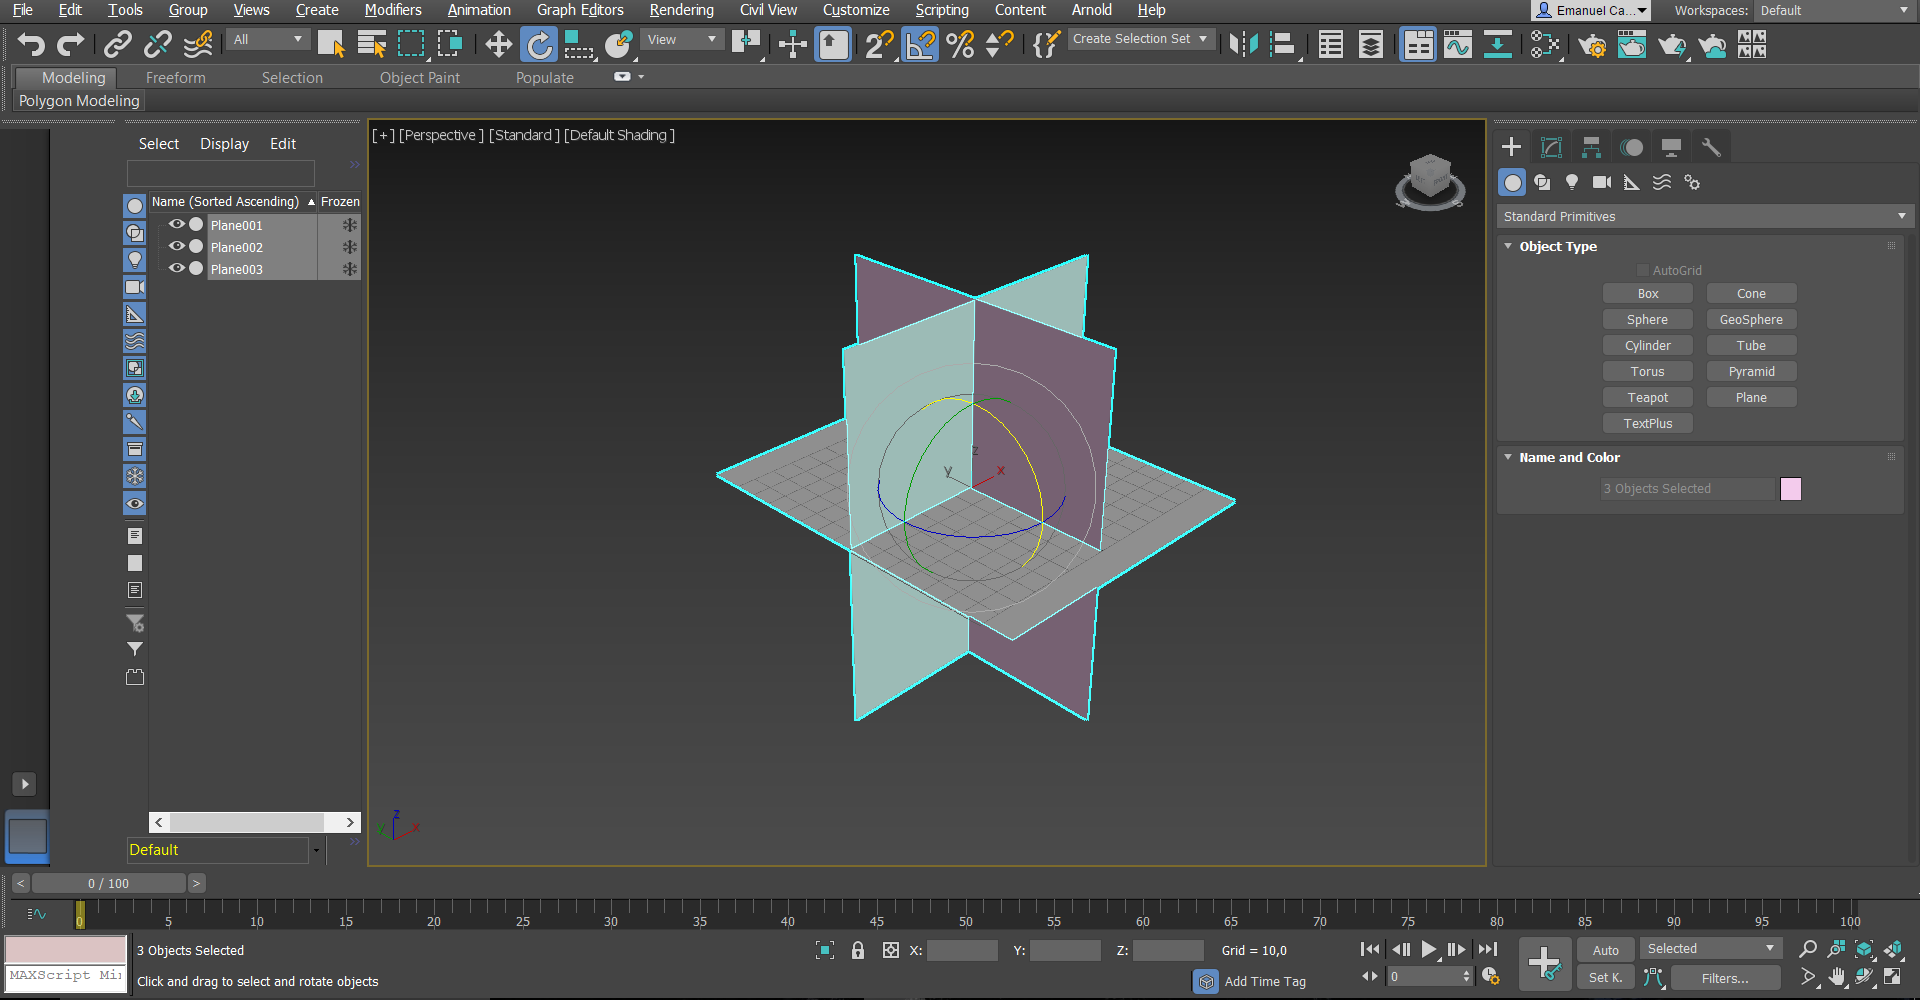 File Edit Tools Group Views Create Modifiers Animation Graph Editors Rendering Civil View Customize Scripting Content Arnold Help Emanuel Ca... Workspaces: Default
All View Create Selection Set
Modeling Freeform Selection Object Paint Populate
Polygon Modeling
Select Display Edit
Name (Sorted Ascending) Frozen
Plane001
Plane002
Plane003
Default
[+] [Perspective] [Standard] [Default Shading]
z
y
x
z
y
x
Standard Primitives
Object Type
AutoGrid
Box Cone
Sphere GeoSphere
Cylinder Tube
Torus Pyramid
Teapot Plane
TextPlus
Name and Color
3 Objects Selected
< 0 / 100 >
0 5 10 15 20 25 30 35 40 45 50 55 60 65 70 75 80 85 90 95 100
3 Objects Selected X: Y: Z: Grid = 10,0 Auto Selected
MAXScript Mi
Click and drag to select and rotate objects Add Time Tag 0 Set K. Filters...